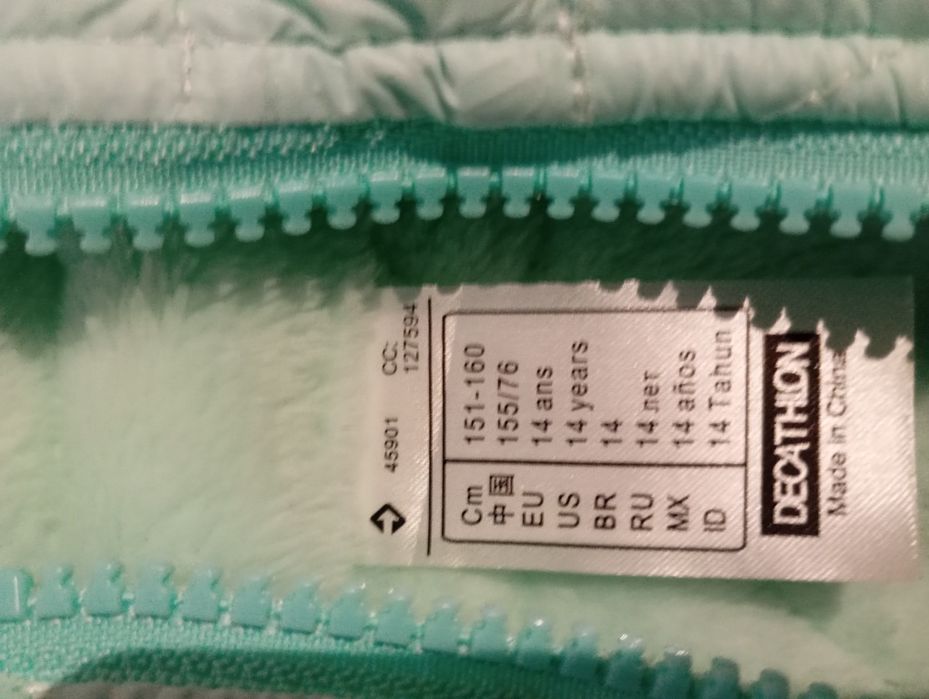 CC:
45901 127594
Cm 151-160
中国 155/76
EU 14 ans
US 14 years
BR 14
RU 14 лет
MX 14 años
ID 14 Tahun
DECATHLON
Made in China